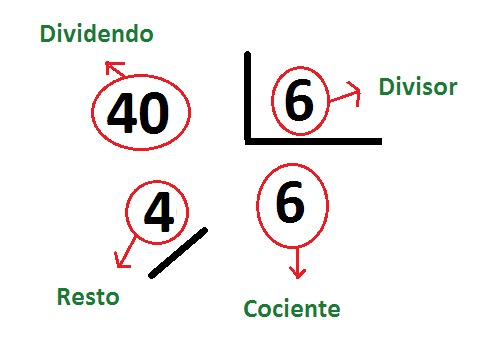 Dividendo
40
6
Divisor
4
6
Resto
Cociente